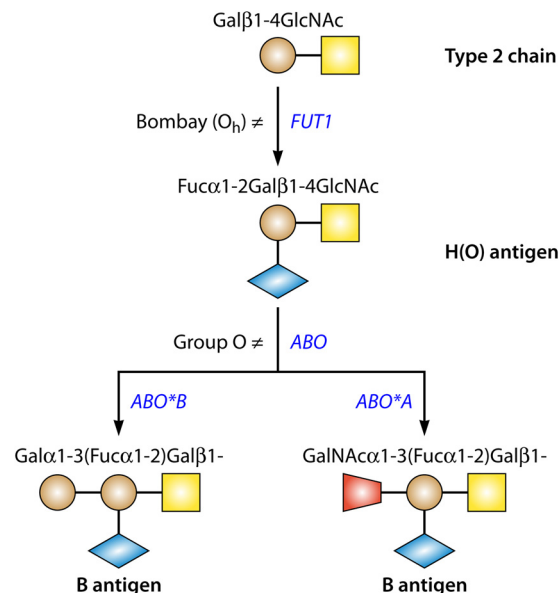 Galβ1-4GlcNAc
Type 2 chain
Bombay (Oh) ≠ FUT1
Fucα1-2Galβ1-4GlcNAc
H(O) antigen
Group O ≠ ABO
ABO*B
ABO*A
Galα1-3(Fucα1-2)Galβ1-
GalNAcα1-3(Fucα1-2)Galβ1-
B antigen
B antigen